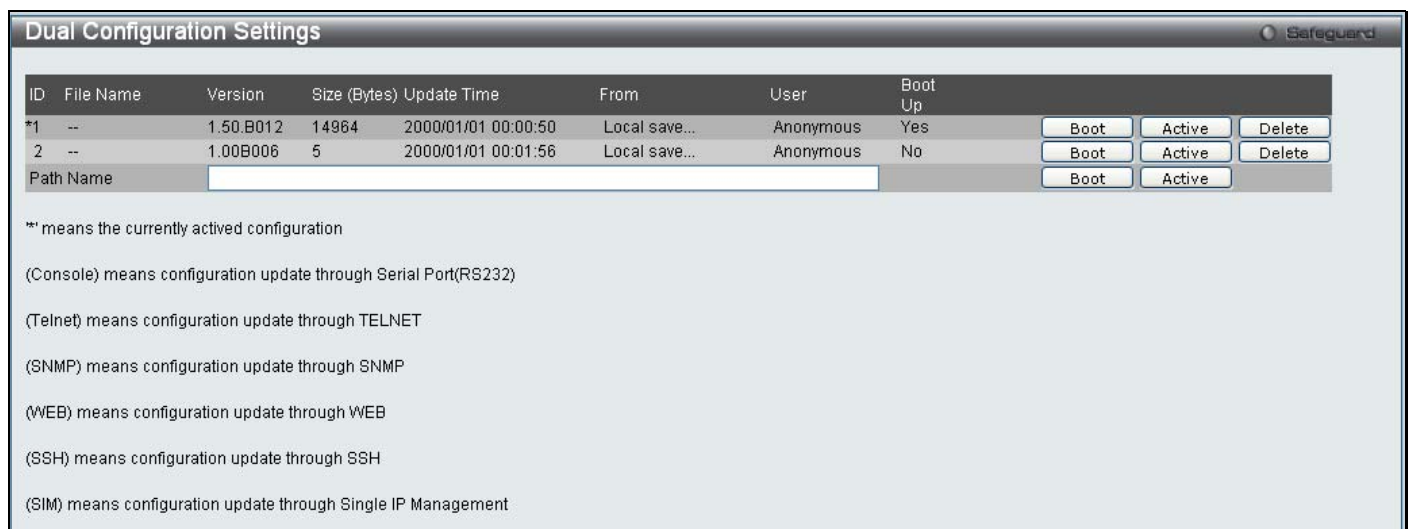 Dual Configuration Settings Safeguard
ID File Name Version Size (Bytes) Update Time From User Boot Up
*1 -- 1.50.B012 14964 2000/01/01 00:00:50 Local save... Anonymous Yes Boot Active Delete
2 -- 1.00B006 5 2000/01/01 00:01:56 Local save... Anonymous No Boot Active Delete
Path Name Boot Active
'*' means the currently actived configuration
(Console) means configuration update through Serial Port(RS232)
(Telnet) means configuration update through TELNET
(SNMP) means configuration update through SNMP
(WEB) means configuration update through WEB
(SSH) means configuration update through SSH
(SIM) means configuration update through Single IP Management